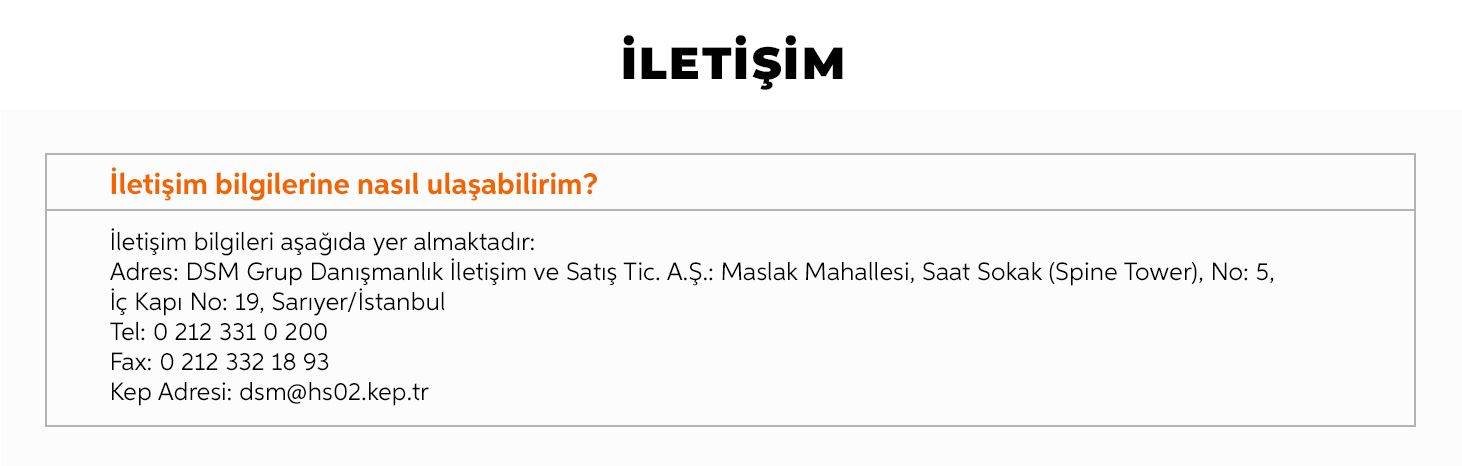 İLETİŞİM
İletişim bilgilerine nasıl ulaşabilirim?
İletişim bilgileri aşağıda yer almaktadır:
Adres: DSM Grup Danışmanlık İletişim ve Satış Tic. A.Ş.: Maslak Mahallesi, Saat Sokak (Spine Tower), No: 5,
İç Kapı No: 19, Sarıyer/İstanbul
Tel: 0 212 331 0 200
Fax: 0 212 332 18 93
Kep Adresi: dsm@hs02.kep.tr